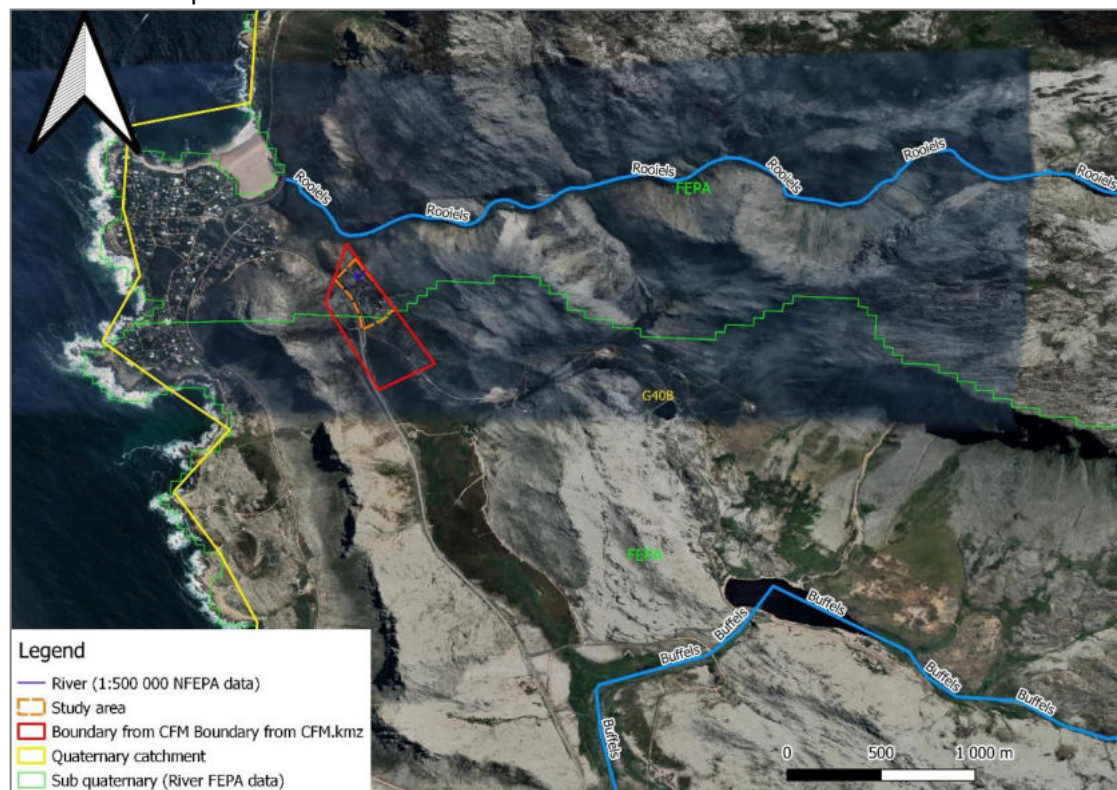 Rooiels
Rooiels
Rooiels
FEPA
Rooiels
Rooiels
Rooiels
G40B
FEPA
Buffels
Buffels
Buffels
Buffels
Buffels
Buffels
Legend
River (1:500 000 NFEPA data)
Study area
Boundary from CFM Boundary from CFM.kmz
Quaternary catchment
Sub quaternary (River FEPA data)
0 500 1 000 m